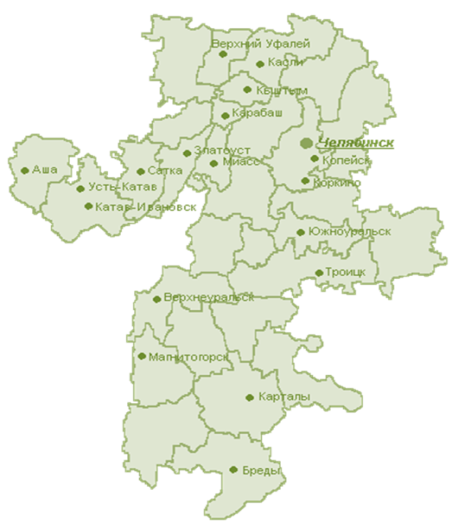 Верхний Уфалей
Касли
Кыштым
Карабаш
Челябинск
Златоуст
Миасс
Копейск
Аша
Сатка
Коркино
Усть-Катав
Катав-Ивановск
Южноуральск
Троицк
Верхнеуральск
Магнитогорск
Карталы
Бреды